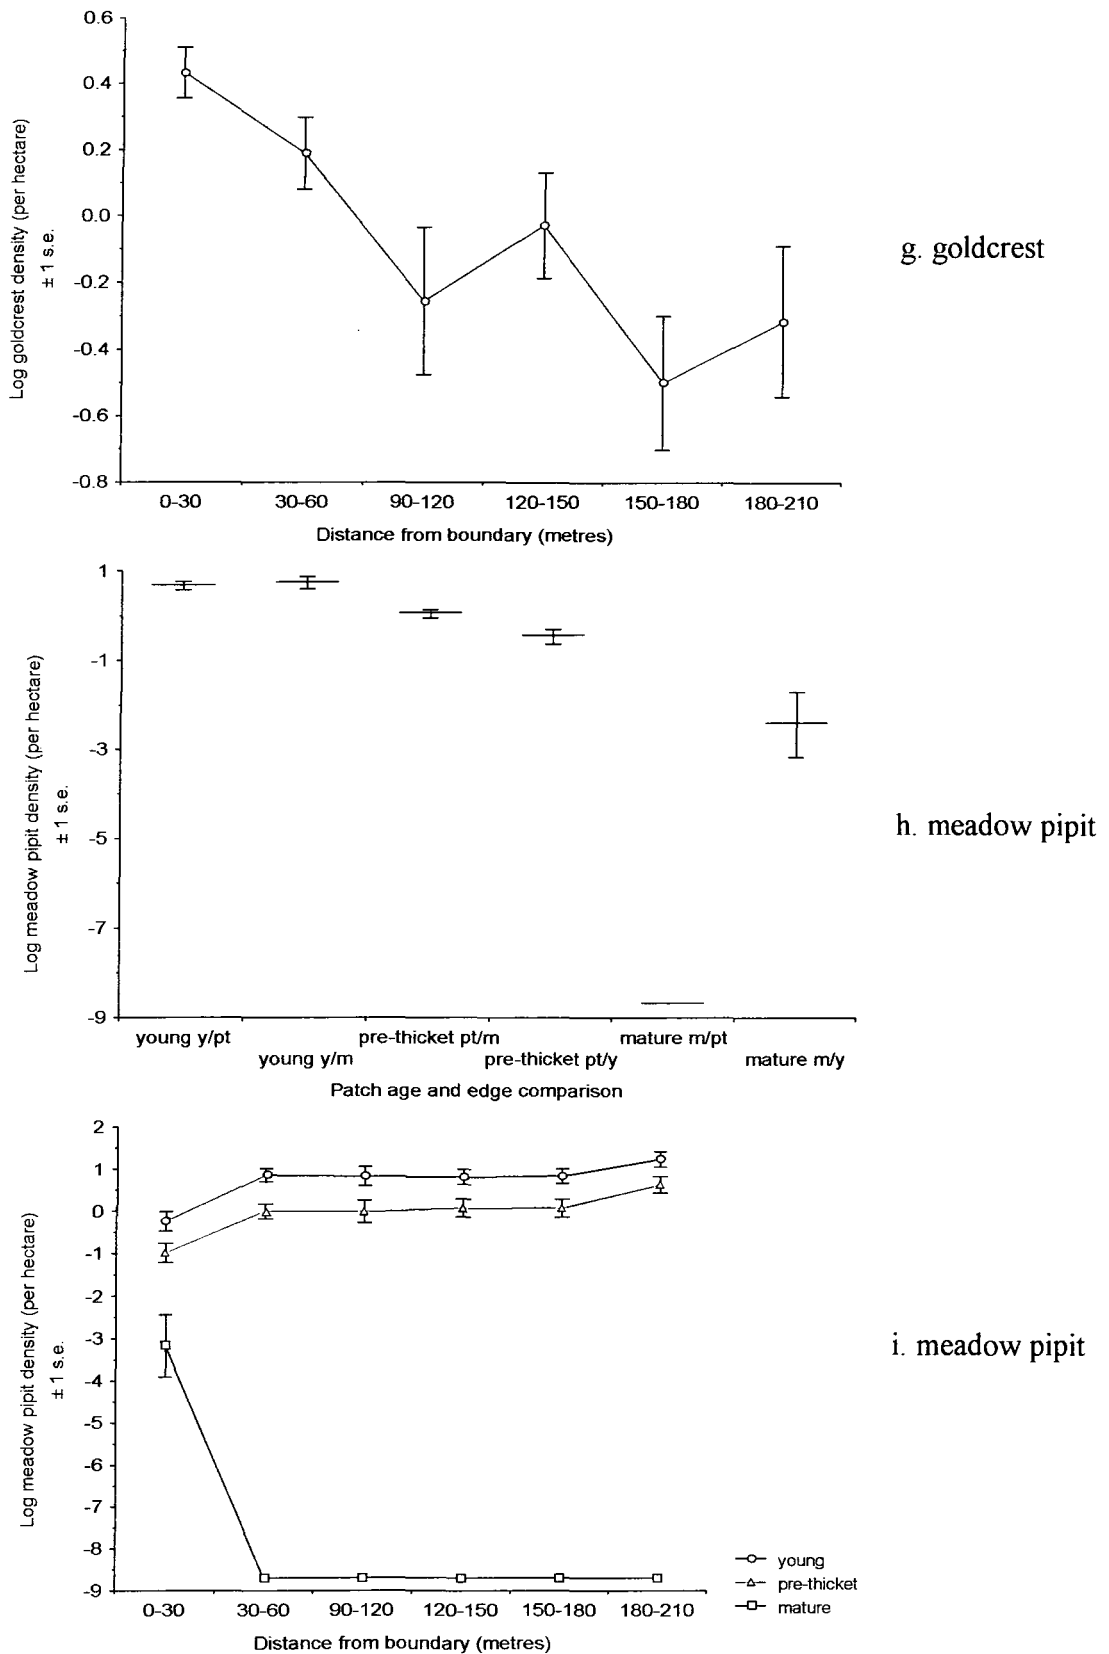 0.6
0.4
0.2
0.0
-0.2
-0.4
-0.6
-0.8
Log goldcrest density (per hectare)
± 1 s.e.
0-30 30-60 90-120 120-150 150-180 180-210
Distance from boundary (metres)
g. goldcrest
1
-1
-3
-5
-7
-9
Log meadow pipit density (per hectare)
± 1 s.e.
young y/pt pre-thicket pt/m mature m/pt
young y/m pre-thicket pt/y mature m/y
Patch age and edge comparison
h. meadow pipit
2
1
0
-1
-2
-3
-4
-5
-6
-7
-8
-9
Log meadow pipit density (per hectare)
± 1 s.e.
0-30 30-60 90-120 120-150 150-180 180-210
Distance from boundary (metres)
i. meadow pipit
young
pre-thicket
mature